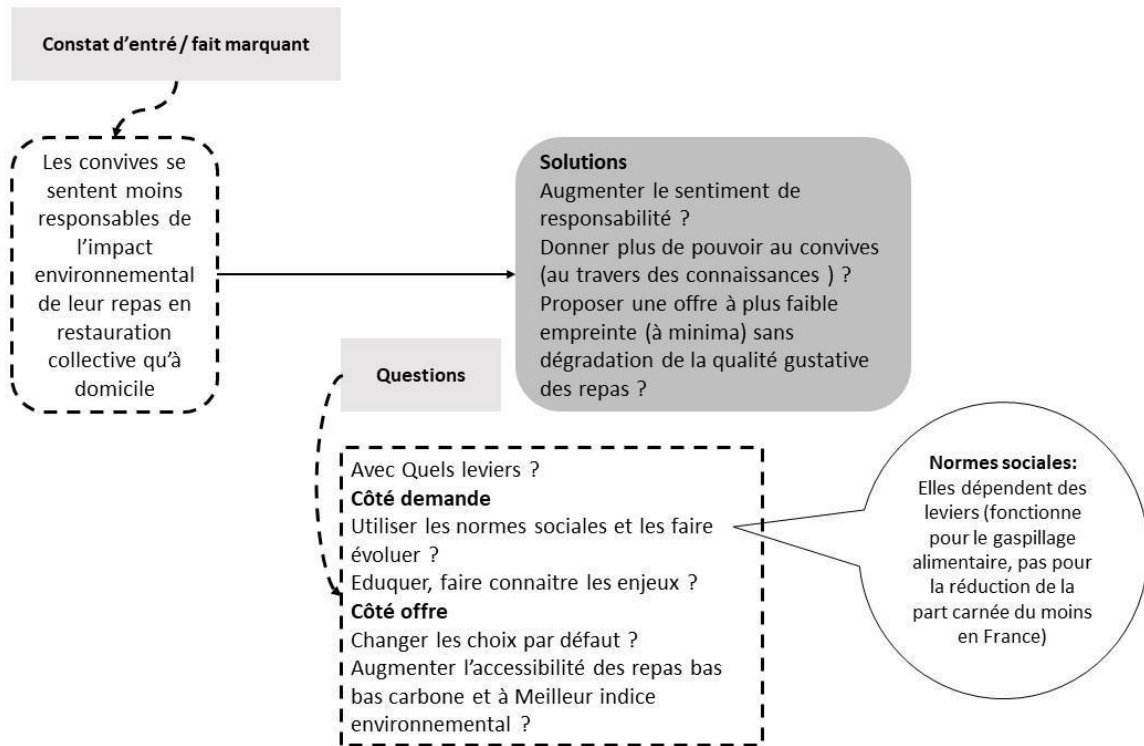 Constat d'entré / fait marquant
Les convives se
sentent moins
responsables de
l'impact
environnemental
de leur repas en
restauration
collective qu'à
domicile
Solutions
Augmenter le sentiment de
responsabilité ?
Donner plus de pouvoir au convives
(au travers des connaissances ) ?
Proposer une offre à plus faible
empreinte (à minima) sans
dégradation de la qualité gustative
des repas ?
Questions
Avec Quels leviers ?
Côté demande
Utiliser les normes sociales et les faire
évoluer ?
Eduquer, faire connaitre les enjeux ?
Côté offre
Changer les choix par défaut ?
Augmenter l'accessibilité des repas bas
bas carbone et à Meilleur indice
environnemental ?
Normes sociales:
Elles dépendent des
leviers (fonctionne
pour le gaspillage
alimentaire, pas pour
la réduction de la
part carnée du moins
en France)